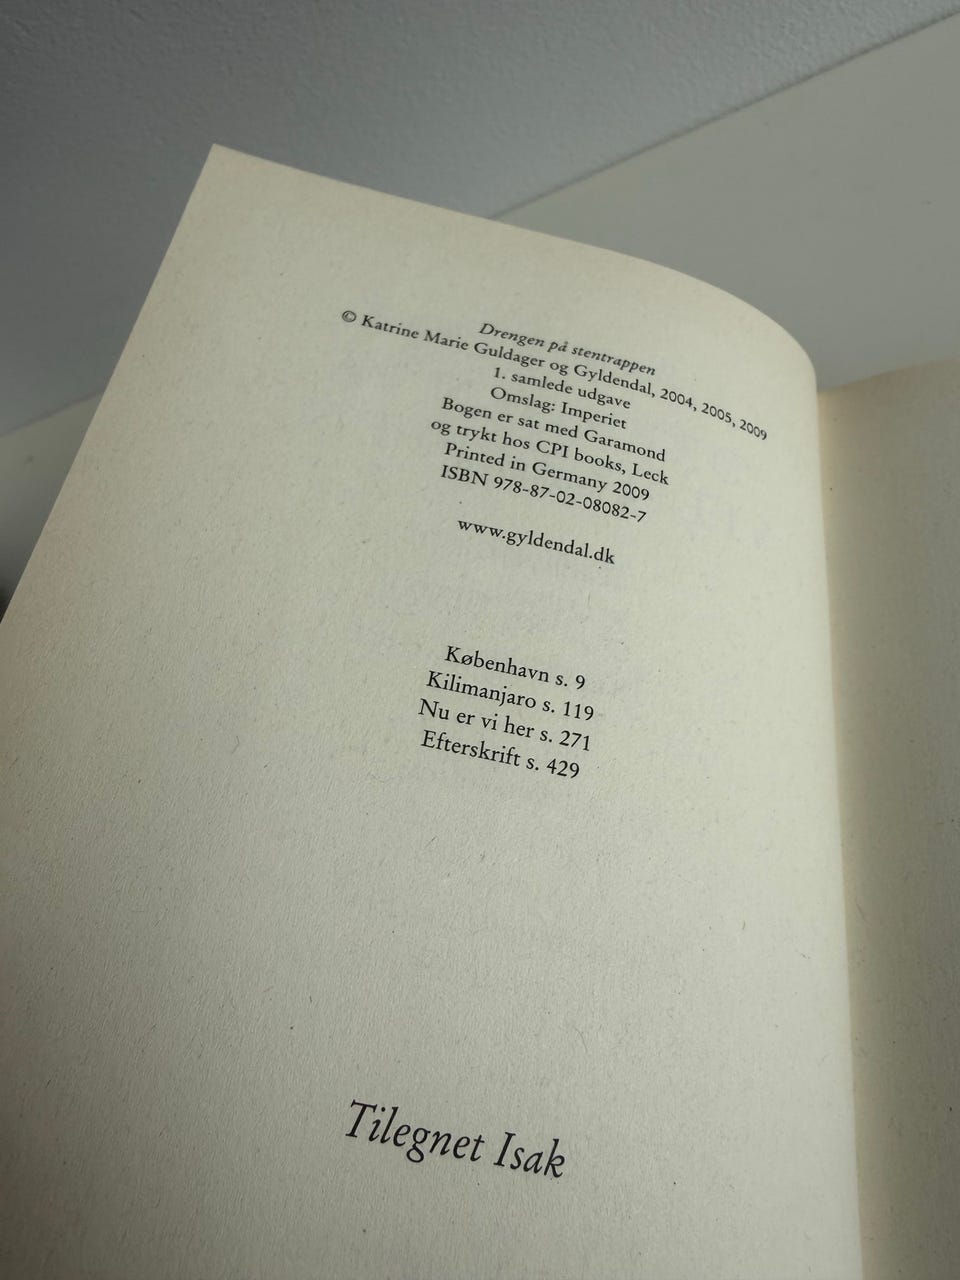 Drengen på stentrappen
© Katrine Marie Guldager og Gyldendal, 2004, 2005, 2009
1. samlede udgave
Omslag: Imperiet
Bogen er sat med Garamond
og trykt hos CPI books, Leck
Printed in Germany 2009
ISBN 978-87-02-08082-7
www.gyldendal.dk
København s. 9
Kilimanjaro s. 119
Nu er vi her s. 271
Efterskrift s. 429
Tilegnet Isak